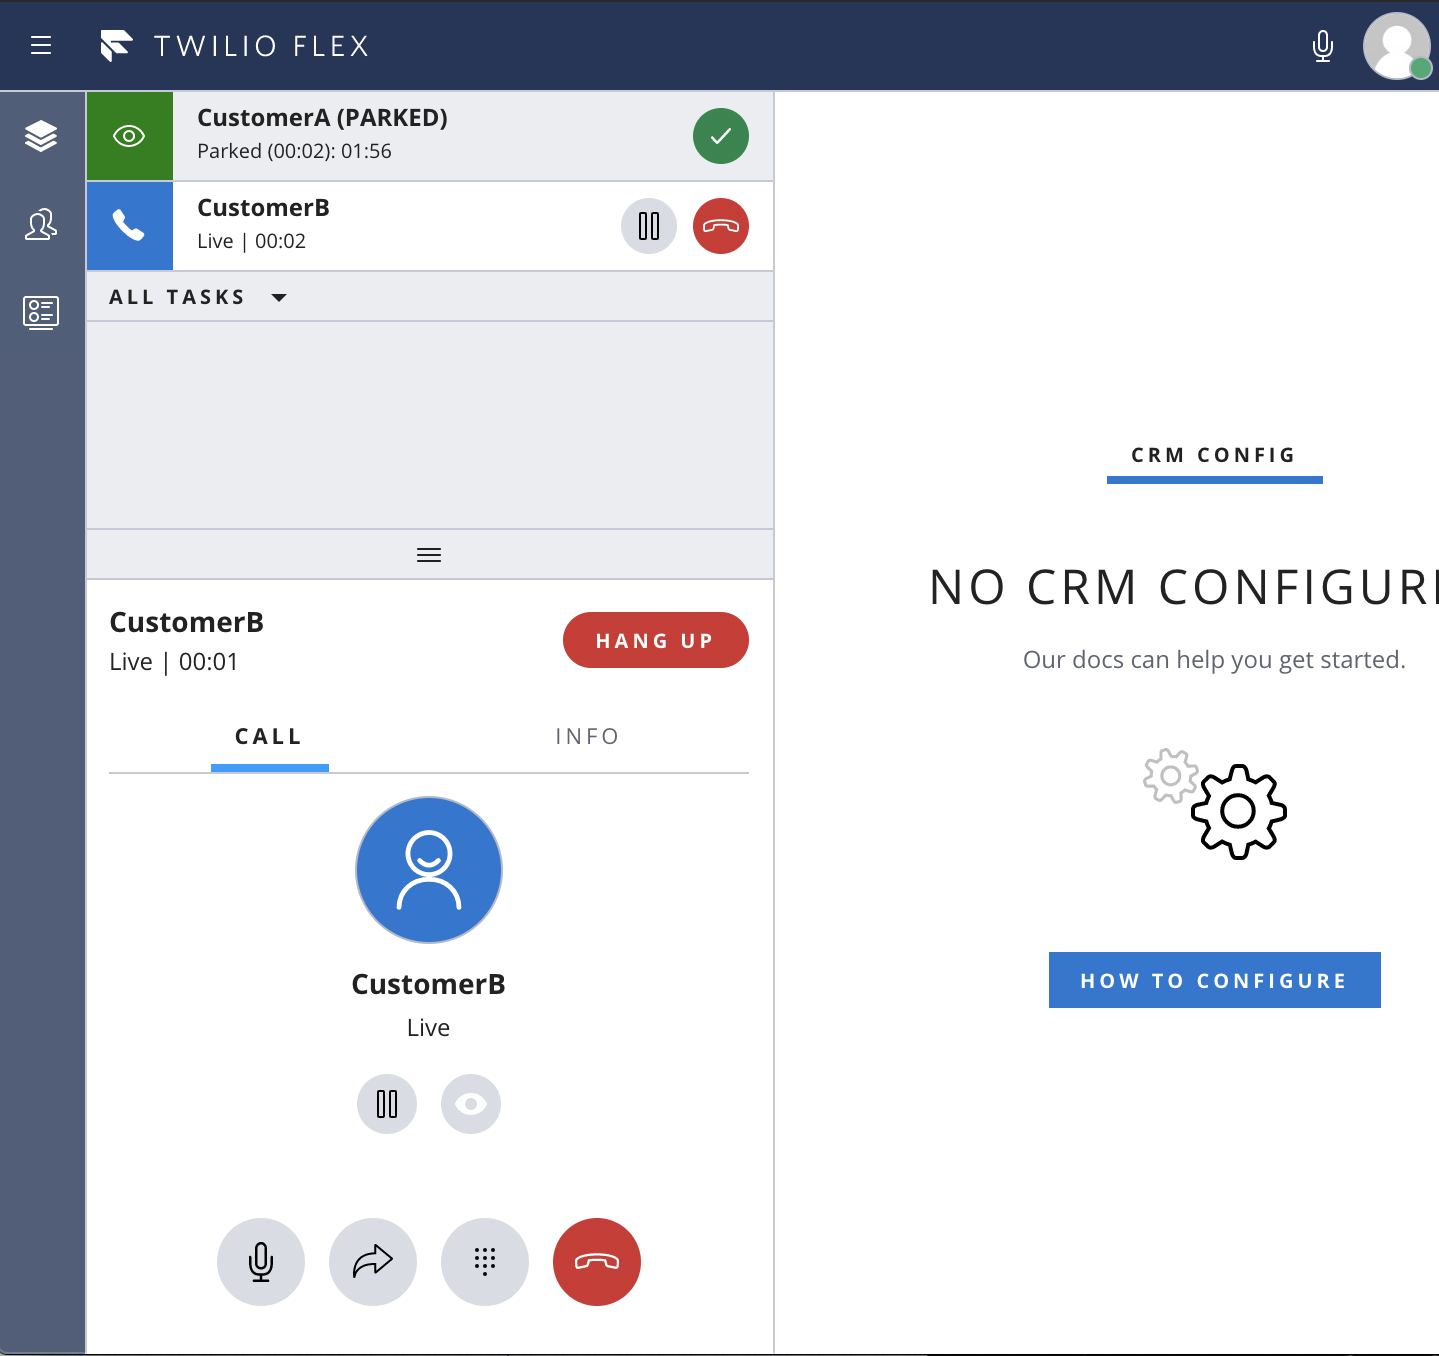 TWILIO FLEX
CustomerA (PARKED)
Parked (00:02): 01:56
CustomerB
Live | 00:02
ALL TASKS
CustomerB
Live | 00:01
HANG UP
CALL
INFO
CustomerB
Live
CRM CONFIG
NO CRM CONFIGUR
Our docs can help you get started.
HOW TO CONFIGURE